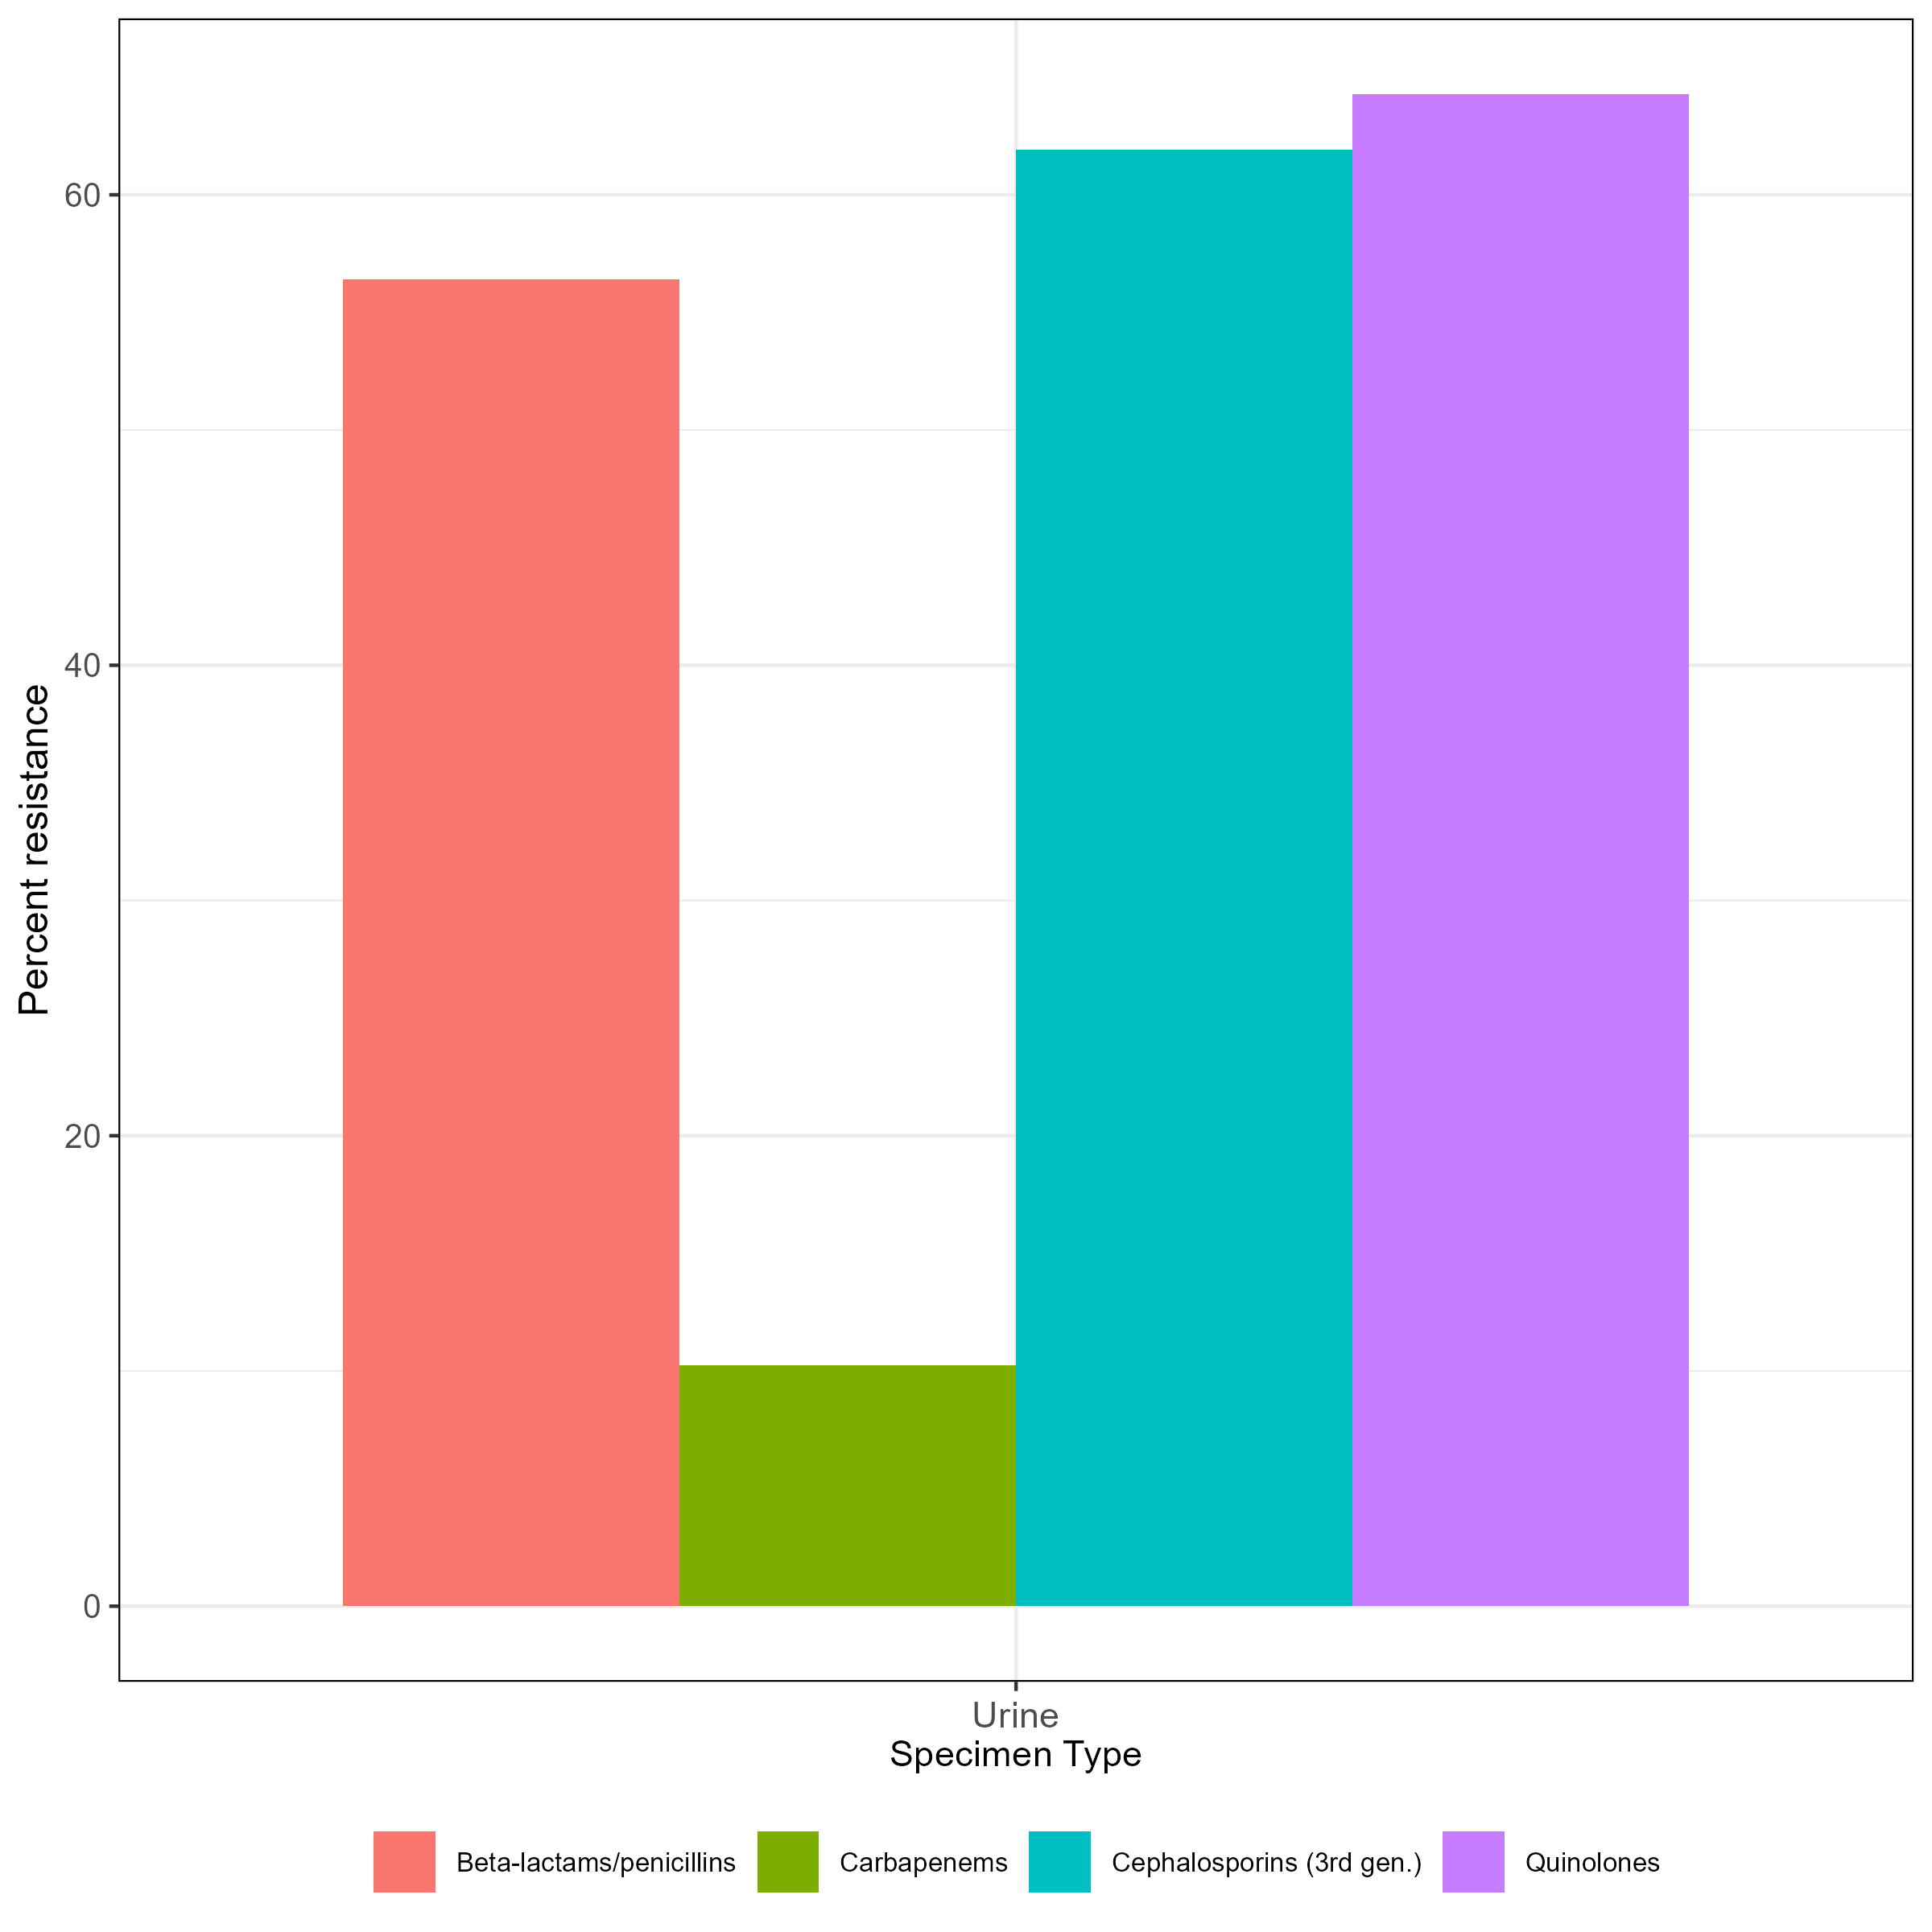 Percent resistance
60
40
20
0
Urine
Specimen Type
Beta-lactams/penicillins Carbapenems Cephalosporins (3rd gen.) Quinolones